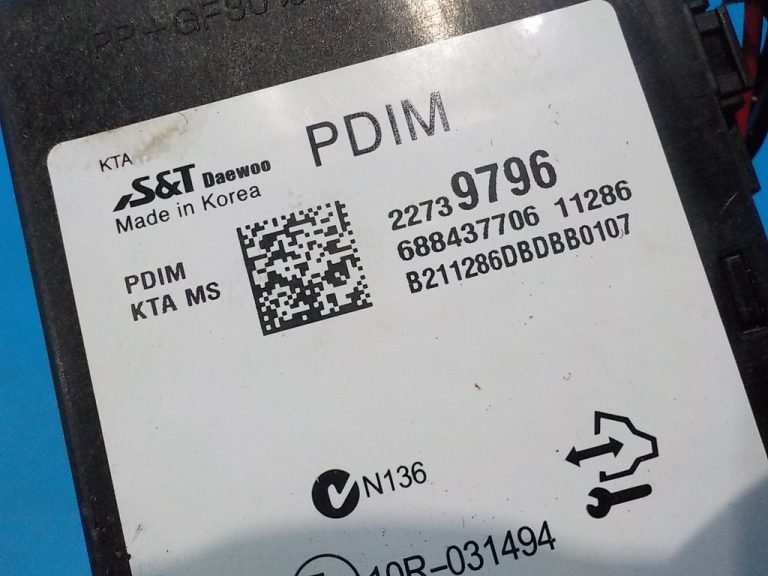 KTA
PDIM
S&T Daewoo
Made in Korea
22739796
688437706 11286
B211286DBDBB0107
PDIM
KTA MS
N136
10R-031494